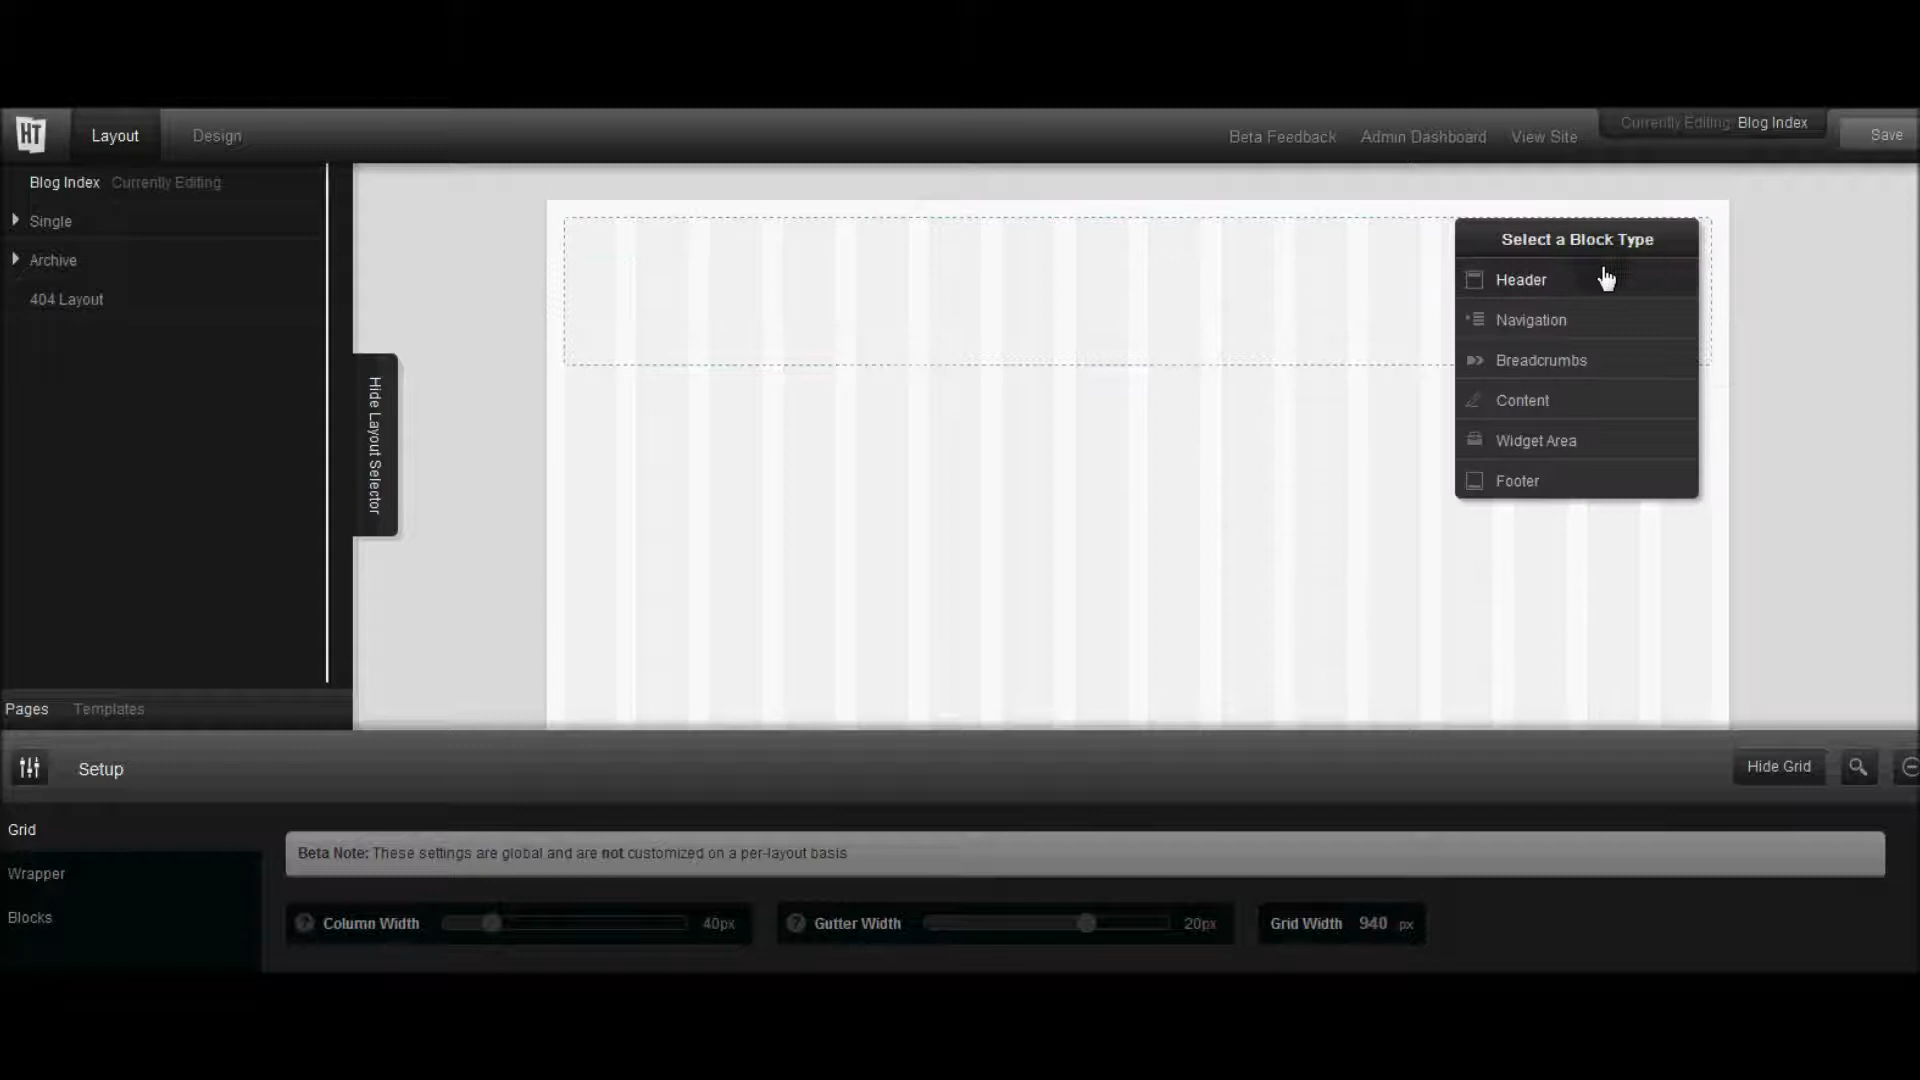 HT Layout Design Beta Feedback Admin Dashboard View Site Currently Editing: Blog Index Save
Blog Index Currently Editing
Single
Archive
404 Layout
Hide Layout Selector
Select a Block Type
Header
Navigation
Breadcrumbs
Content
Widget Area
Footer
Pages Templates
Setup Hide Grid
Grid
Wrapper
Blocks
Beta Note: These settings are global and are not customized on a per-layout basis
? Column Width 40px ? Gutter Width 20px Grid Width 940 px